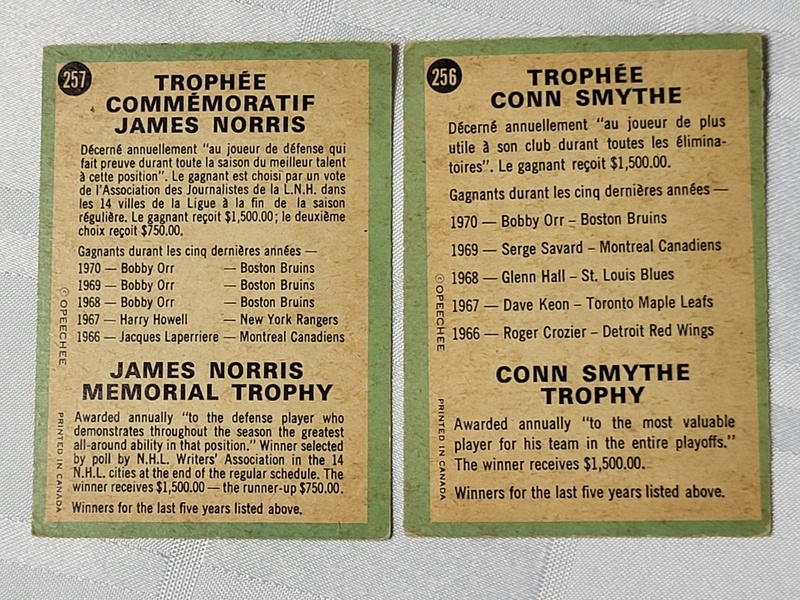 257
TROPHÉE
COMMÉMORATIF
JAMES NORRIS
Décerné annuellement "au joueur de défense qui
fait preuve durant toute la saison du meilleur talent
à cette position". Le gagnant est choisi par un vote
de l'Association des Journalistes de la L.N.H. dans
les 14 villes de la Ligue à la fin de la saison
régulière. Le gagnant reçoit $1,500.00; le deuxième
choix reçoit $750.00.
Gagnants durant les cinq dernières années —
1970 — Bobby Orr — Boston Bruins
1969 — Bobby Orr — Boston Bruins
1968 — Bobby Orr — Boston Bruins
1967 — Harry Howell — New York Rangers
1966 — Jacques Laperriere — Montreal Canadiens
JAMES NORRIS
MEMORIAL TROPHY
Awarded annually "to the defense player who
demonstrates throughout the season the greatest
all-around ability in that position." Winner selected
by poll by N.H.L. Writers' Association in the 14
N.H.L. cities at the end of the regular schedule. The
winner receives $1,500.00 — the runner-up $750.00.
Winners for the last five years listed above.
© OPEECHEE
PRINTED IN CANADA
256
TROPHÉE
CONN SMYTHE
Décerné annuellement "au joueur de plus
utile à son club durant toutes les élimina-
toires". Le gagnant reçoit $1,500.00.
Gagnants durant les cinq dernières années —
1970 — Bobby Orr – Boston Bruins
1969 — Serge Savard – Montreal Canadiens
1968 — Glenn Hall – St. Louis Blues
1967 — Dave Keon – Toronto Maple Leafs
1966 — Roger Crozier – Detroit Red Wings
CONN SMYTHE
TROPHY
Awarded annually "to the most valuable
player for his team in the entire playoffs."
The winner receives $1,500.00.
Winners for the last five years listed above.
© OPEECHEE
PRINTED IN CANADA